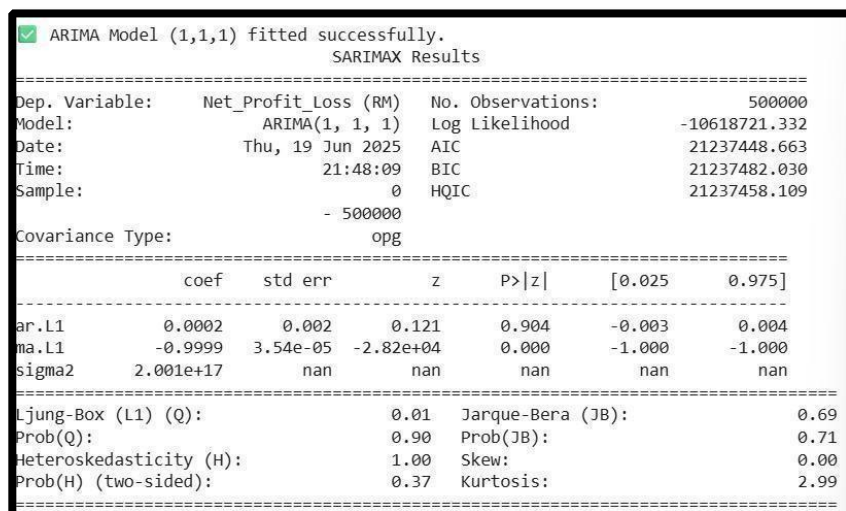 ✅ ARIMA Model (1,1,1) fitted successfully.
SARIMAX Results
==============================================================================
Dep. Variable: Net_Profit_Loss (RM) No. Observations: 500000
Model: ARIMA(1, 1, 1) Log Likelihood -10618721.332
Date: Thu, 19 Jun 2025 AIC 21237448.663
Time: 21:48:09 BIC 21237482.030
Sample: 0 HQIC 21237458.109
- 500000
Covariance Type: opg
==============================================================================
coef std err z P>|z| [0.025 0.975]
------------------------------------------------------------------------------
ar.L1 0.0002 0.002 0.121 0.904 -0.003 0.004
ma.L1 -0.9999 3.54e-05 -2.82e+04 0.000 -1.000 -1.000
sigma2 2.001e+17 nan nan nan nan nan
==============================================================================
Ljung-Box (L1) (Q): 0.01 Jarque-Bera (JB): 0.69
Prob(Q): 0.90 Prob(JB): 0.71
Heteroskedasticity (H): 1.00 Skew: 0.00
Prob(H) (two-sided): 0.37 Kurtosis: 2.99
==============================================================================